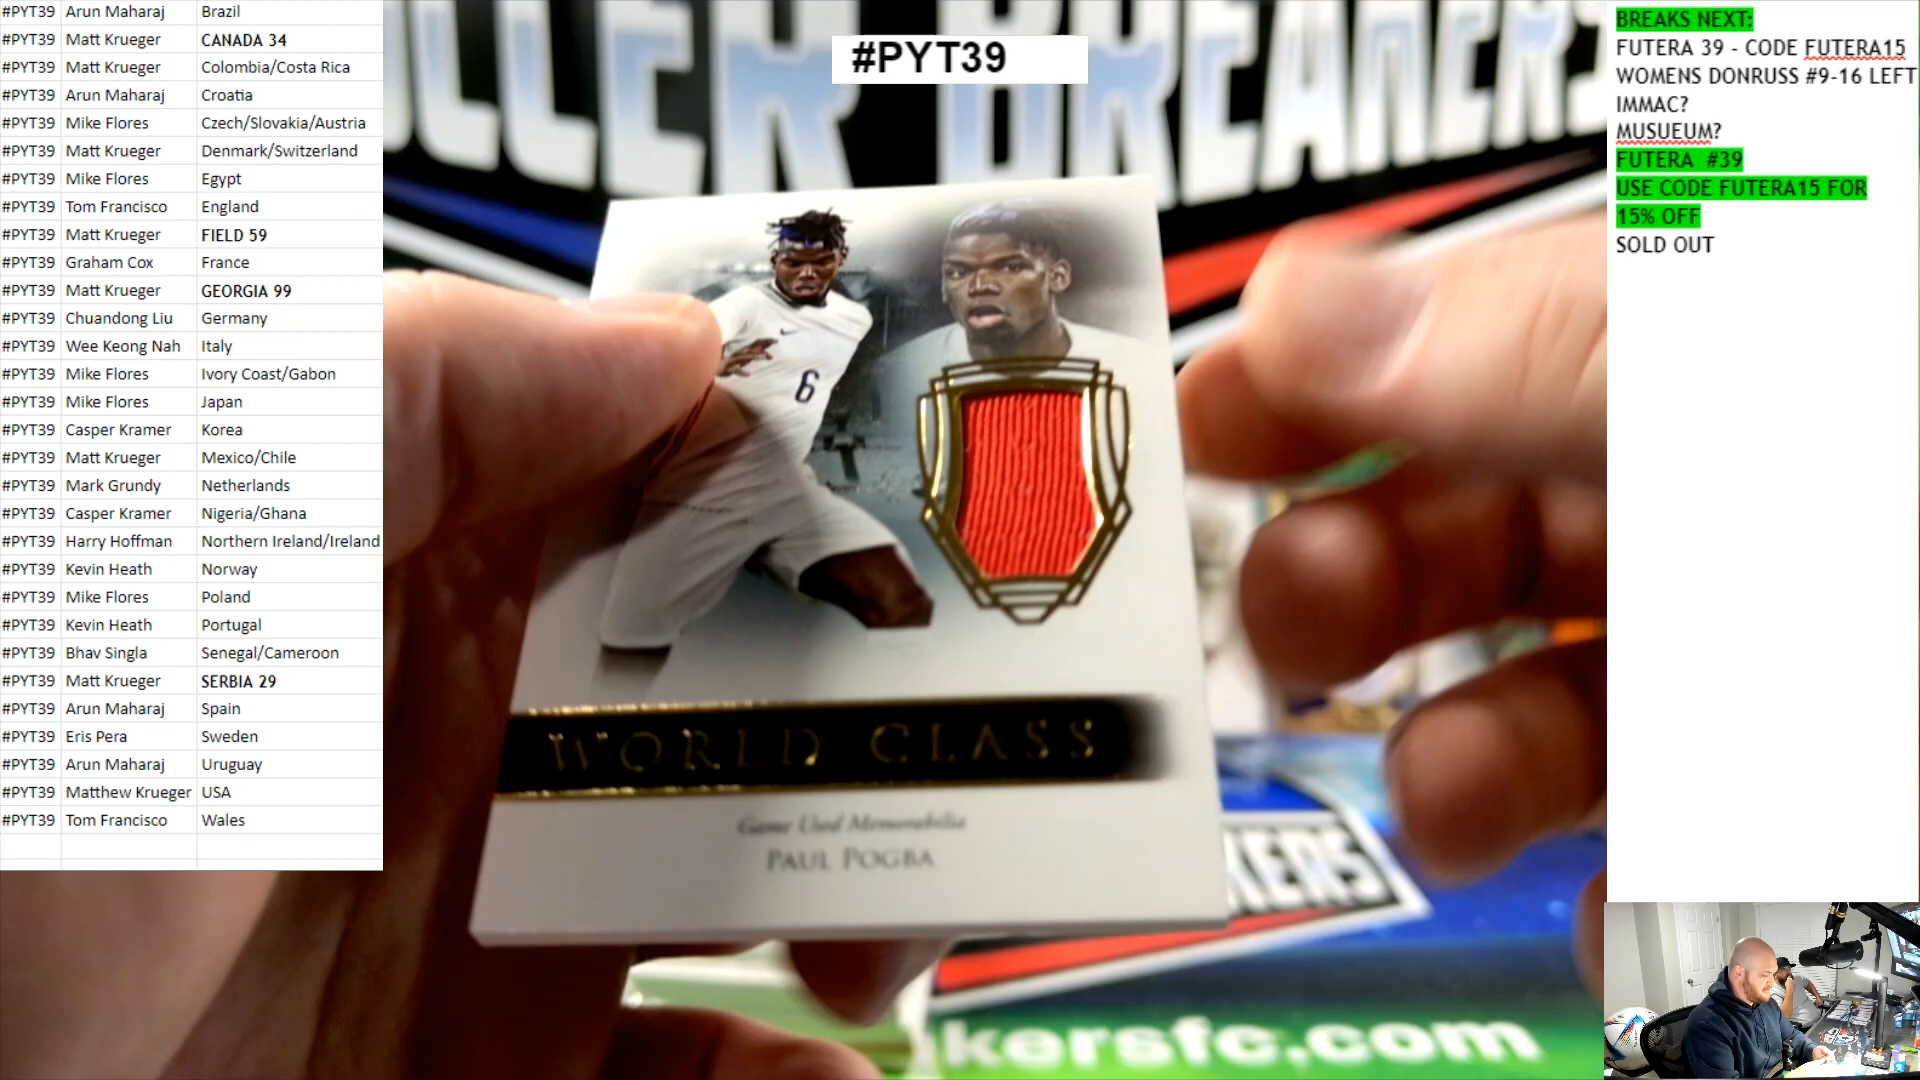 #PYT39 Arun Maharaj Brazil
#PYT39 Matt Krueger CANADA 34
#PYT39 Matt Krueger Colombia/Costa Rica
#PYT39 Arun Maharaj Croatia
#PYT39 Mike Flores Czech/Slovakia/Austria
#PYT39 Matt Krueger Denmark/Switzerland
#PYT39 Mike Flores Egypt
#PYT39 Tom Francisco England
#PYT39 Matt Krueger FIELD 59
#PYT39 Graham Cox France
#PYT39 Matt Krueger GEORGIA 99
#PYT39 Chuandong Liu Germany
#PYT39 Wee Keong Nah Italy
#PYT39 Mike Flores Ivory Coast/Gabon
#PYT39 Mike Flores Japan
#PYT39 Casper Kramer Korea
#PYT39 Matt Krueger Mexico/Chile
#PYT39 Mark Grundy Netherlands
#PYT39 Casper Kramer Nigeria/Ghana
#PYT39 Harry Hoffman Northern Ireland/Ireland
#PYT39 Kevin Heath Norway
#PYT39 Mike Flores Poland
#PYT39 Kevin Heath Portugal
#PYT39 Bhav Singla Senegal/Cameroon
#PYT39 Matt Krueger SERBIA 29
#PYT39 Arun Maharaj Spain
#PYT39 Eris Pera Sweden
#PYT39 Arun Maharaj Uruguay
#PYT39 Matthew Krueger USA
#PYT39 Tom Francisco Wales
#PYT39
CCER BREAKERS
6
WORLD CLASS
Game Used Memorabilia
PAUL POGBA
KERS
kersfc.com
BREAKS NEXT:
FUTERA 39 - CODE FUTERA15
WOMENS DONRUSS #9-16 LEFT
IMMAC?
MUSUEUM?
FUTERA #39
USE CODE FUTERA15 FOR
15% OFF
SOLD OUT